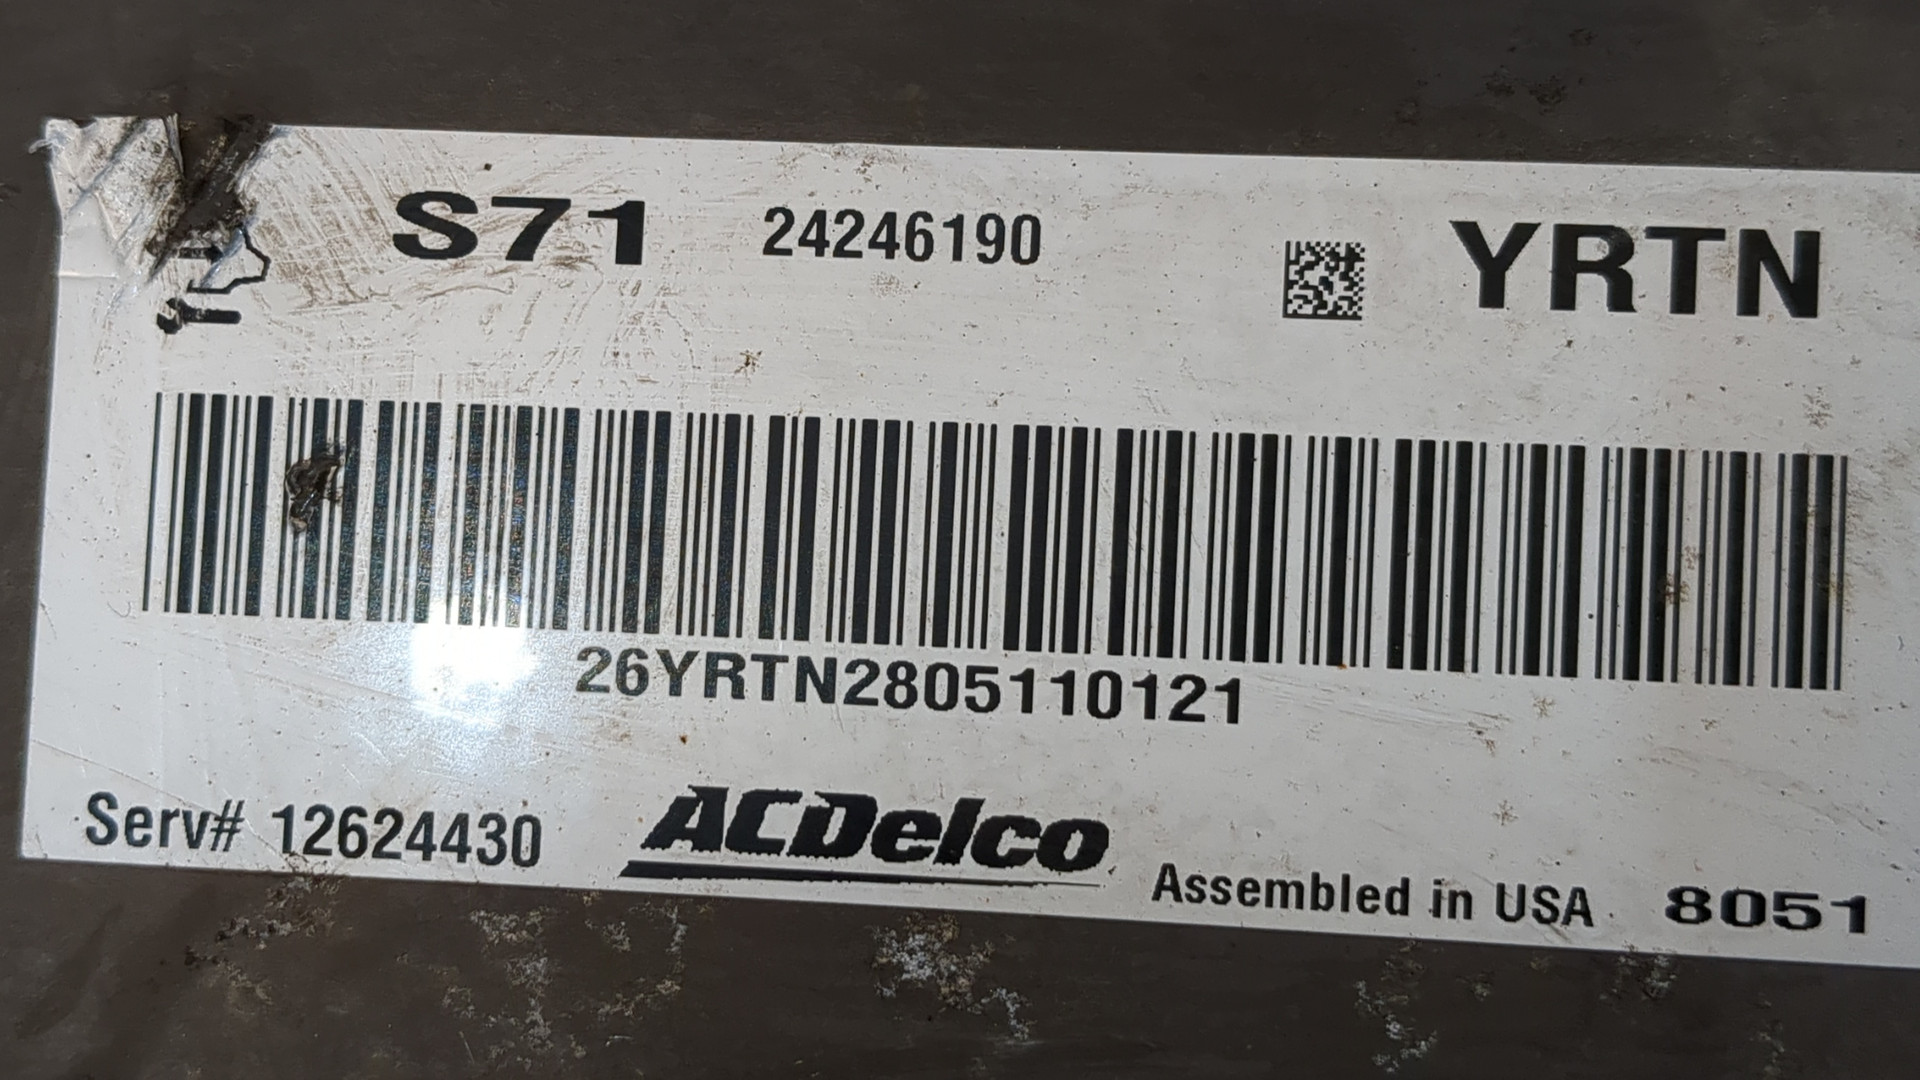 S71 24246190 YRTN
26YRTN2805110121
Serv# 12624430 ACDelco Assembled in USA 8051